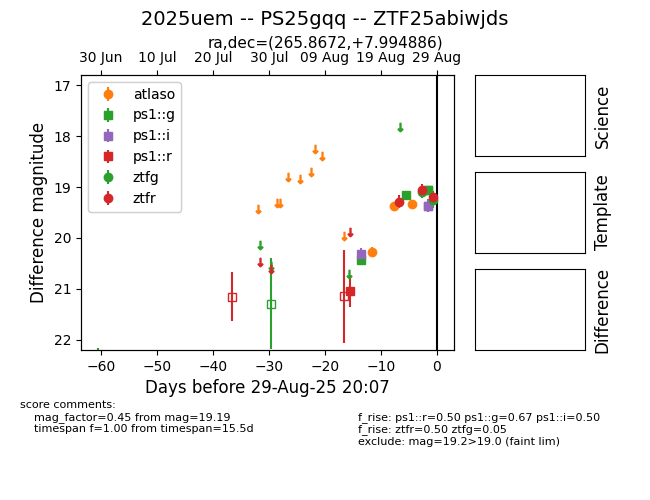 2025uem -- PS25gqq -- ZTF25abiwjds
ra,dec=(265.8672,+7.994886)
30 Jun 10 Jul 20 Jul 30 Jul 09 Aug 19 Aug 29 Aug
17
18
19
20
21
22
Difference magnitude
atlaso
ps1::g
ps1::i
ps1::r
ztfg
ztfr
−60 −50 −40 −30 −20 −10 0
Days before 29-Aug-25 20:07
Science
Template
Difference
score comments:
mag_factor=0.45 from mag=19.19
timespan f=1.00 from timespan=15.5d
f_rise: ps1::r=0.50 ps1::g=0.67 ps1::i=0.50
f_rise: ztfr=0.50 ztfg=0.05
exclude: mag=19.2>19.0 (faint lim)